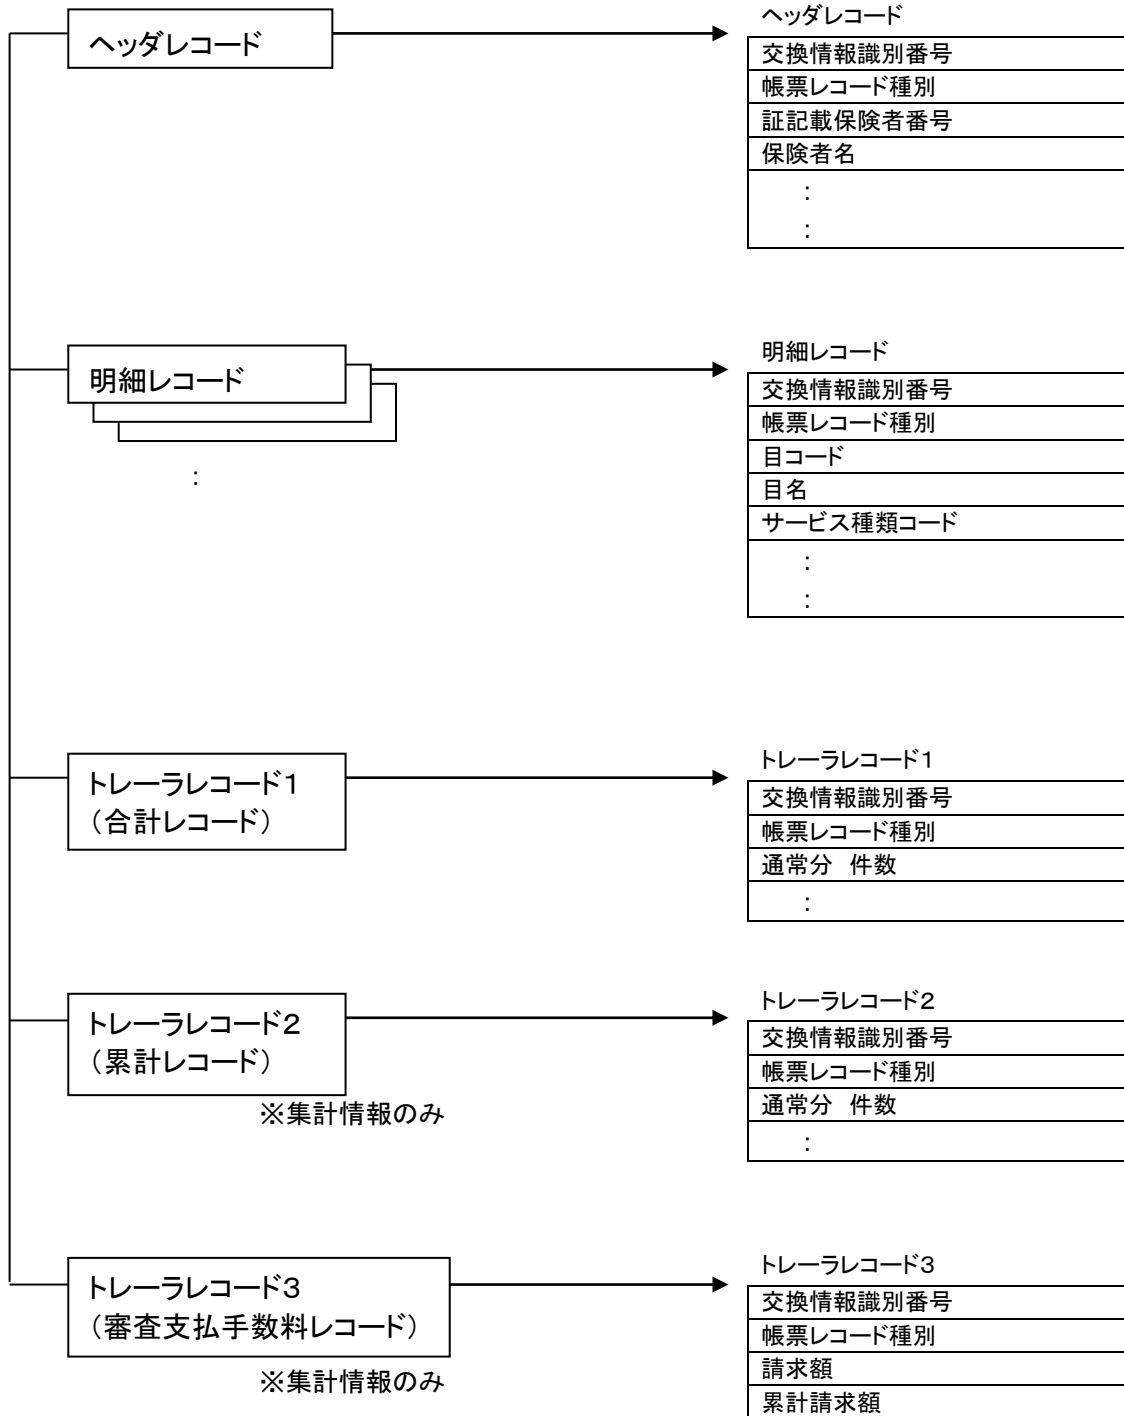 ヘッダレコード
ヘッダレコード
交換情報識別番号
帳票レコード種別
証記載保険者番号
保険者名
:
:
明細レコード
:
明細レコード
交換情報識別番号
帳票レコード種別
目コード
目名
サービス種類コード
:
:
トレーラレコード1
（合計レコード）
トレーラレコード1
交換情報識別番号
帳票レコード種別
通常分　件数
:
トレーラレコード2
（累計レコード）
※集計情報のみ
トレーラレコード2
交換情報識別番号
帳票レコード種別
通常分　件数
:
トレーラレコード3
（審査支払手数料レコード）
※集計情報のみ
トレーラレコード3
交換情報識別番号
帳票レコード種別
請求額
累計請求額